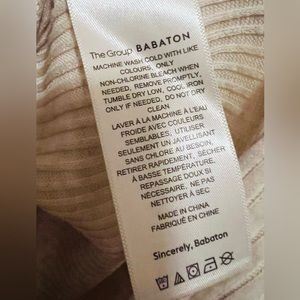 The Group BABATON
MACHINE WASH COLD WITH LIKE
COLOURS, ONLY
NON-CHLORINE BLEACH WHEN
NEEDED, REMOVE PROMPTLY,
TUMBLE DRY LOW, COOL IRON
ONLY IF NEEDED, DO NOT DRY
CLEAN.
LAVER À LA MACHINE À L'EAU
FROIDE AVEC COULEURS
SEMBLABLES, UTILISER
SEULEMENT UN JAVELLISANT
SANS CHLORE AU BESOIN,
RETIRER RAPIDEMENT, SÉCHER
À BASSE TEMPÉRATURE,
REPASSAGE DOUX SI
NÉCESSAIRE, NE PAS
NETTOYER À SEC
MADE IN CHINA
FABRIQUÉ EN CHINE
Sincerely, Babaton